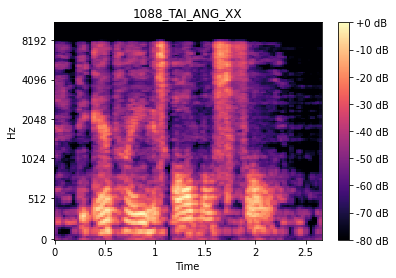 1088_TAI_ANG_XX
+0 dB
8192
-10 dB
4096
-20 dB
-30 dB
Hz
2048
-40 dB
1024
-50 dB
-60 dB
512
-70 dB
0
-80 dB
0 0.5 1 1.5 2 2.5
Time